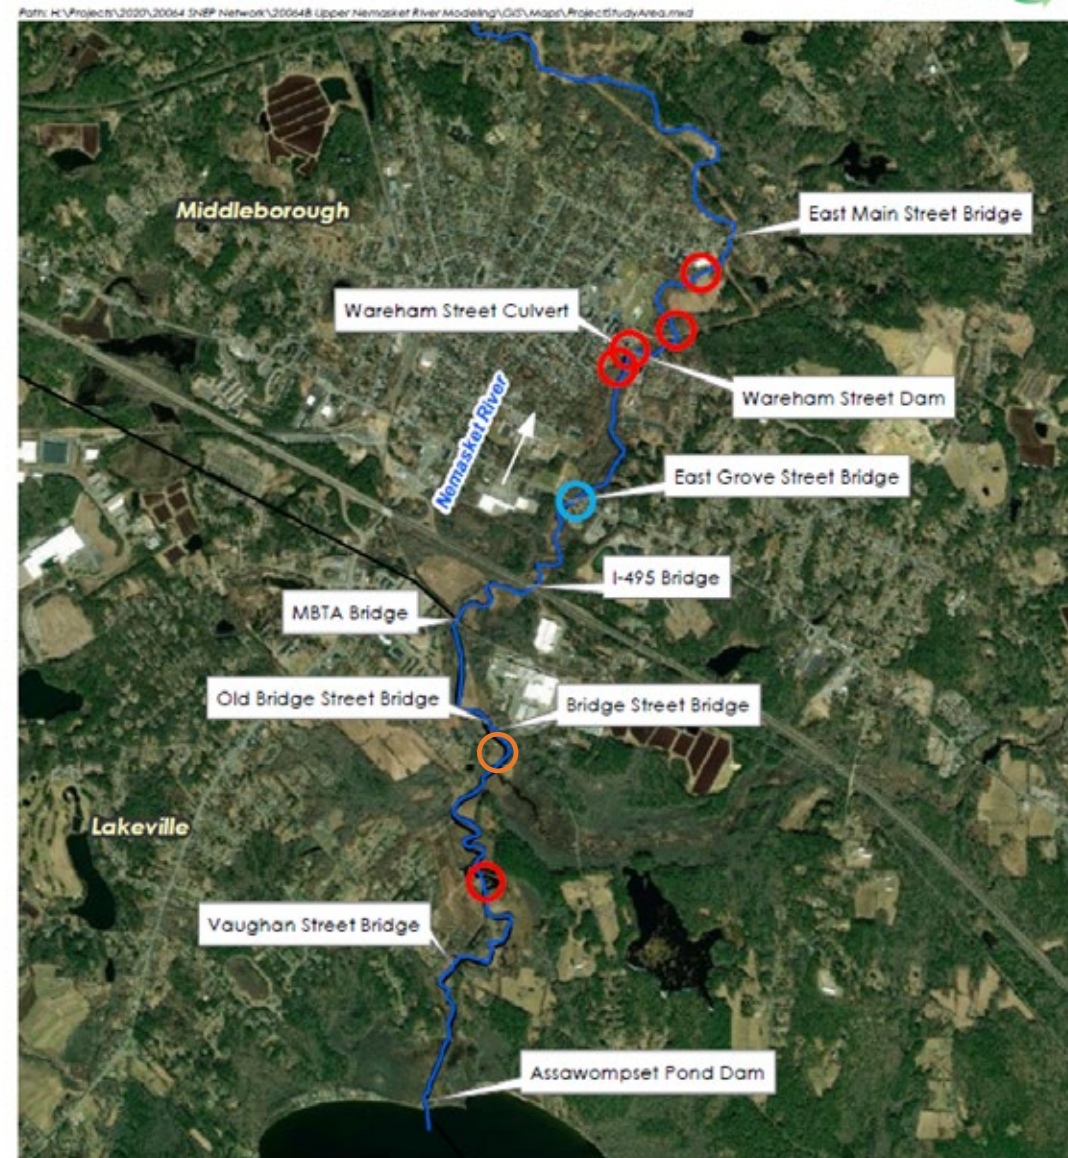 Path: H:\Projects\2020\20064 SNEP Network\20064B Upper Nemasket River Modeling\GIS\Maps\ProjectStudyArea.mxd
Middleborough
East Main Street Bridge
Wareham Street Culvert
Wareham Street Dam
Nemasket River
East Grove Street Bridge
I-495 Bridge
MBTA Bridge
Old Bridge Street Bridge
Bridge Street Bridge
Lakeville
Vaughan Street Bridge
Assawompset Pond Dam